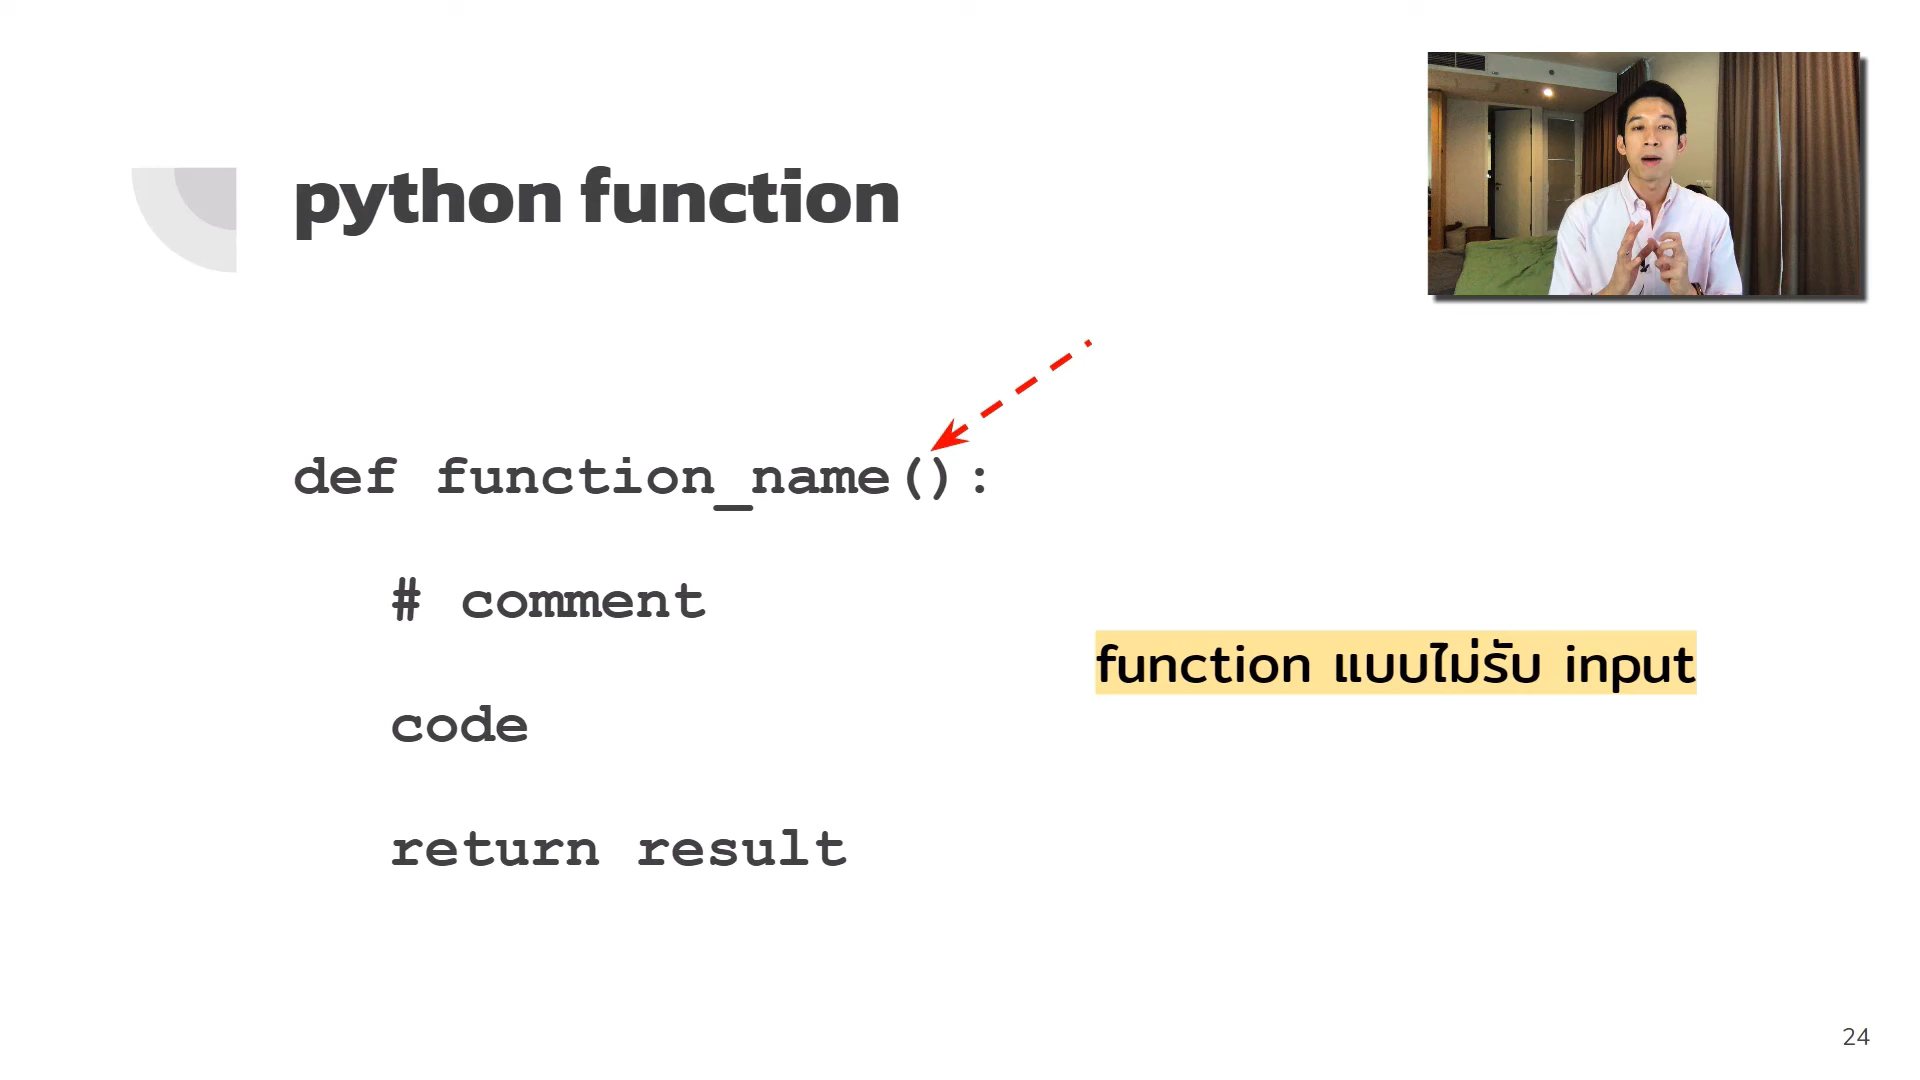 python function
def function_name():
# comment
function แบบไม่รับ input
code
return result
24